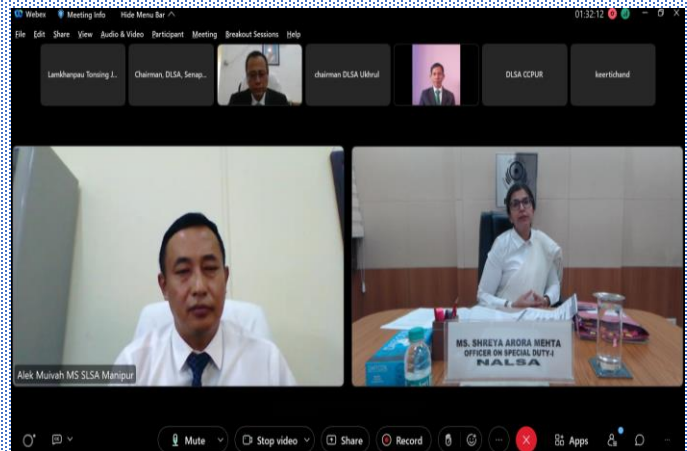 Webex Meeting Info Hide Menu Bar 01:32:12
File Edit Share View Audio & Video Participant Meeting Breakout Sessions Help
Lamkhanpau Tonsing J.. Chairman, DLSA, Senap... chairman DLSA Ukhrul DLSA CCPUR keertichand
MS. SHREYA ARORA MEHTA
OFFICER ON SPECIAL DUTY-I
NALSA
Alek Muivah MS SLSA Manipur
Mute Stop video Share Record Apps